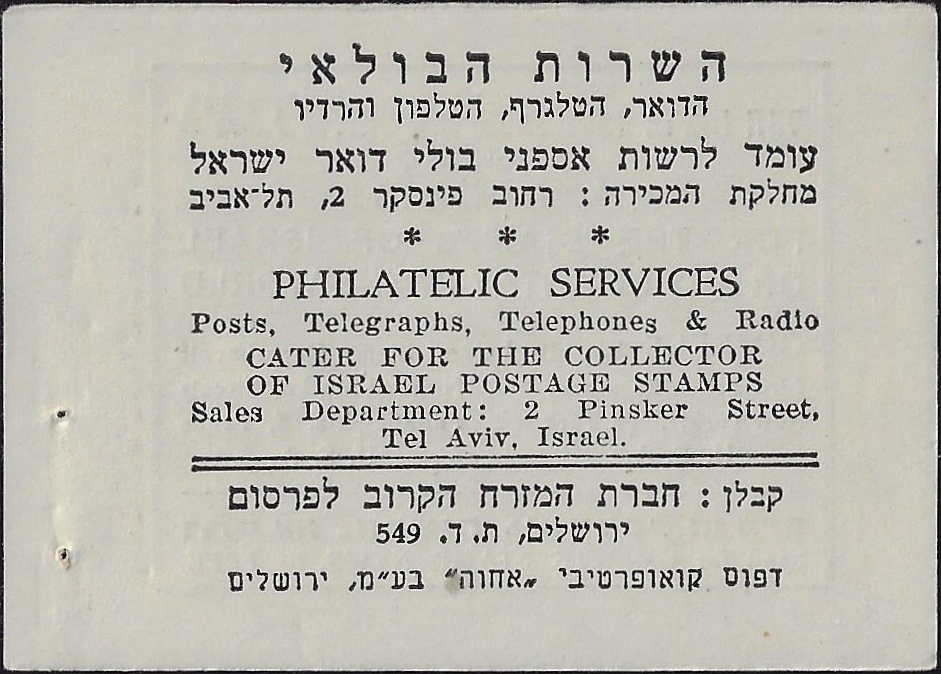 השרות הבולאי
הדואר, הטלגרף, הטלפון והרדיו
עומד לרשות אספני בולי דואר ישראל
מחלקת המכירה: רחוב פינסקר 2, תל־אביב
* * *
PHILATELIC SERVICES
Posts, Telegraphs, Telephones & Radio
CATER FOR THE COLLECTOR
OF ISRAEL POSTAGE STAMPS
Sales Department: 2 Pinsker Street,
Tel Aviv, Israel.
קבלן: חברת המזרח הקרוב לפרסום
ירושלים, ת. ד. 549
דפוס קואופרטיבי „אחוה" בע"מ, ירושלים